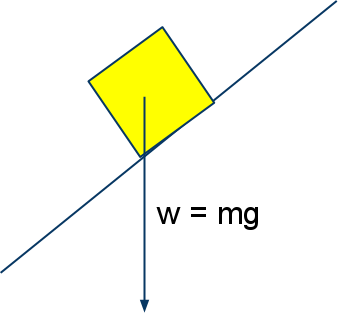 w = mg